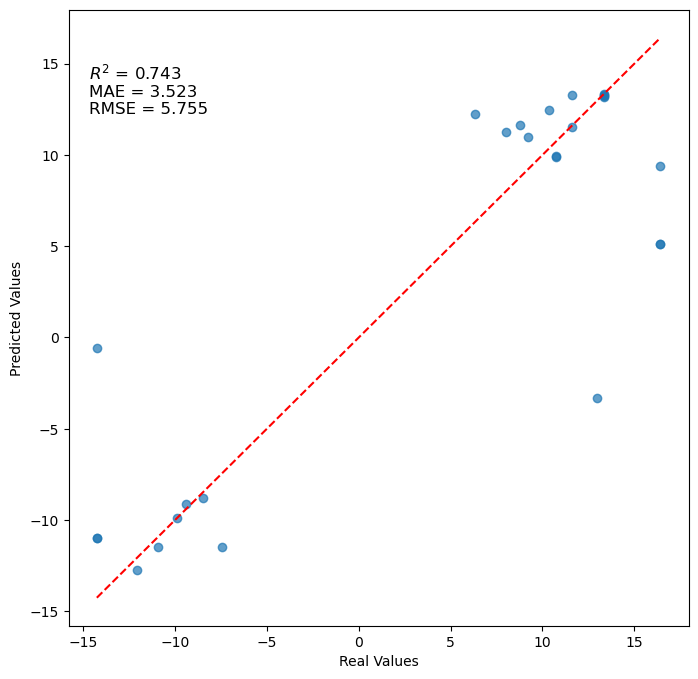 R² = 0.743
MAE = 3.523
RMSE = 5.755
15
10
5
0
−5
−10
−15
Predicted Values
−15 −10 −5 0 5 10 15
Real Values